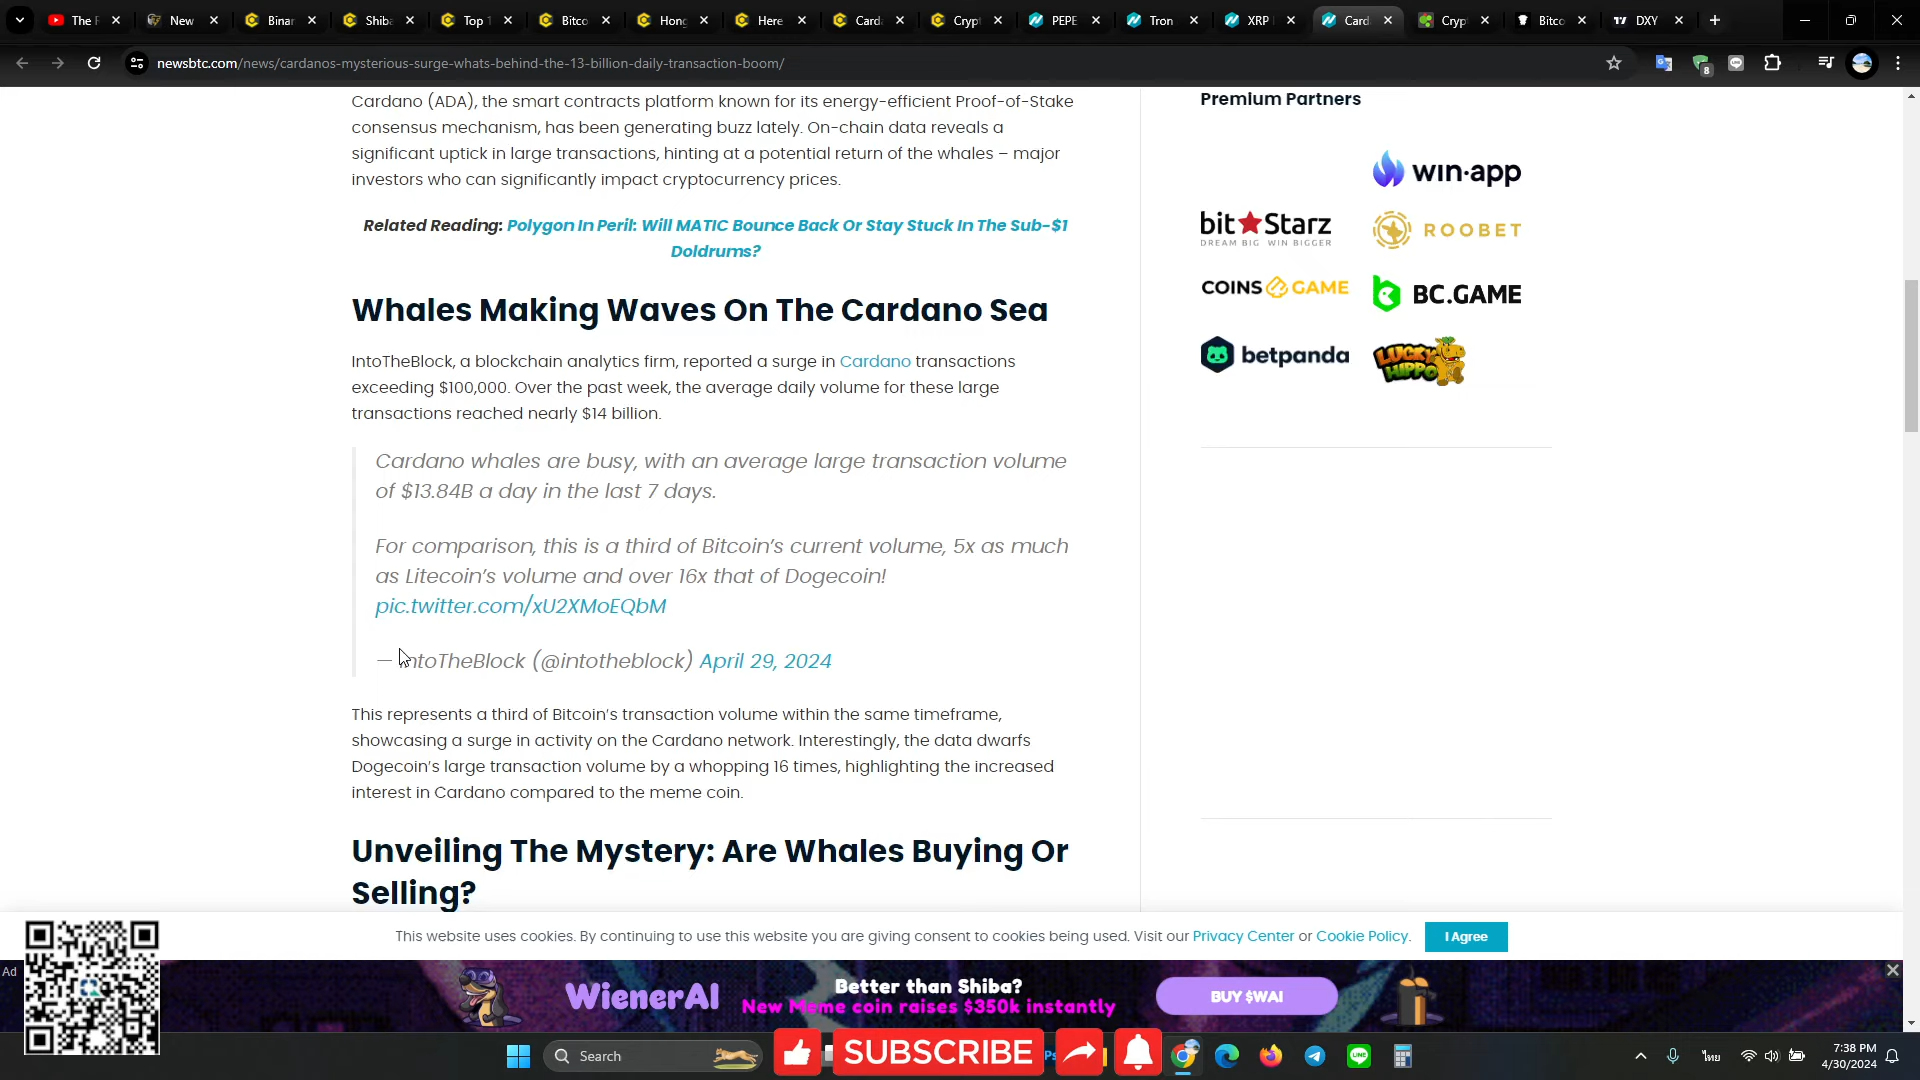 The F
New
Binar
Shiba
Top 1
Bitco
Hong
Here
Carda
Crypt
PEPE
Tron
XRP
Card
Cryp
Bitco
DXY
newsbtc.com/news/cardanos-mysterious-surge-whats-behind-the-13-billion-daily-transaction-boom/
8
Cardano (ADA), the smart contracts platform known for its energy-efficient Proof-of-Stake
consensus mechanism, has been generating buzz lately. On-chain data reveals a
significant uptick in large transactions, hinting at a potential return of the whales – major
investors who can significantly impact cryptocurrency prices.
Related Reading: Polygon In Peril: Will MATIC Bounce Back Or Stay Stuck In The Sub-$1
Doldrums?
Whales Making Waves On The Cardano Sea
IntoTheBlock, a blockchain analytics firm, reported a surge in Cardano transactions
exceeding $100,000. Over the past week, the average daily volume for these large
transactions reached nearly $14 billion.
Cardano whales are busy, with an average large transaction volume
of $13.84B a day in the last 7 days.
For comparison, this is a third of Bitcoin's current volume, 5x as much
as Litecoin's volume and over 16x that of Dogecoin!
pic.twitter.com/xU2XMoEQbM
— IntoTheBlock (@intotheblock) April 29, 2024
This represents a third of Bitcoin's transaction volume within the same timeframe,
showcasing a surge in activity on the Cardano network. Interestingly, the data dwarfs
Dogecoin's large transaction volume by a whopping 16 times, highlighting the increased
interest in Cardano compared to the meme coin.
Unveiling The Mystery: Are Whales Buying Or
Selling?
Premium Partners
win·app
bitStarz
DREAM BIG WIN BIGGER
ROOBET
COINS GAME
BC.GAME
betpanda
LUCKY
HIPPO
This website uses cookies. By continuing to use this website you are giving consent to cookies being used. Visit our Privacy Center or Cookie Policy.
I Agree
Ad
WienerAI
Better than Shiba?
New Meme coin raises $350k instantly
BUY $WAI
Search
SUBSCRIBE
Ps
LINE
ไทย
7:38 PM
4/30/2024